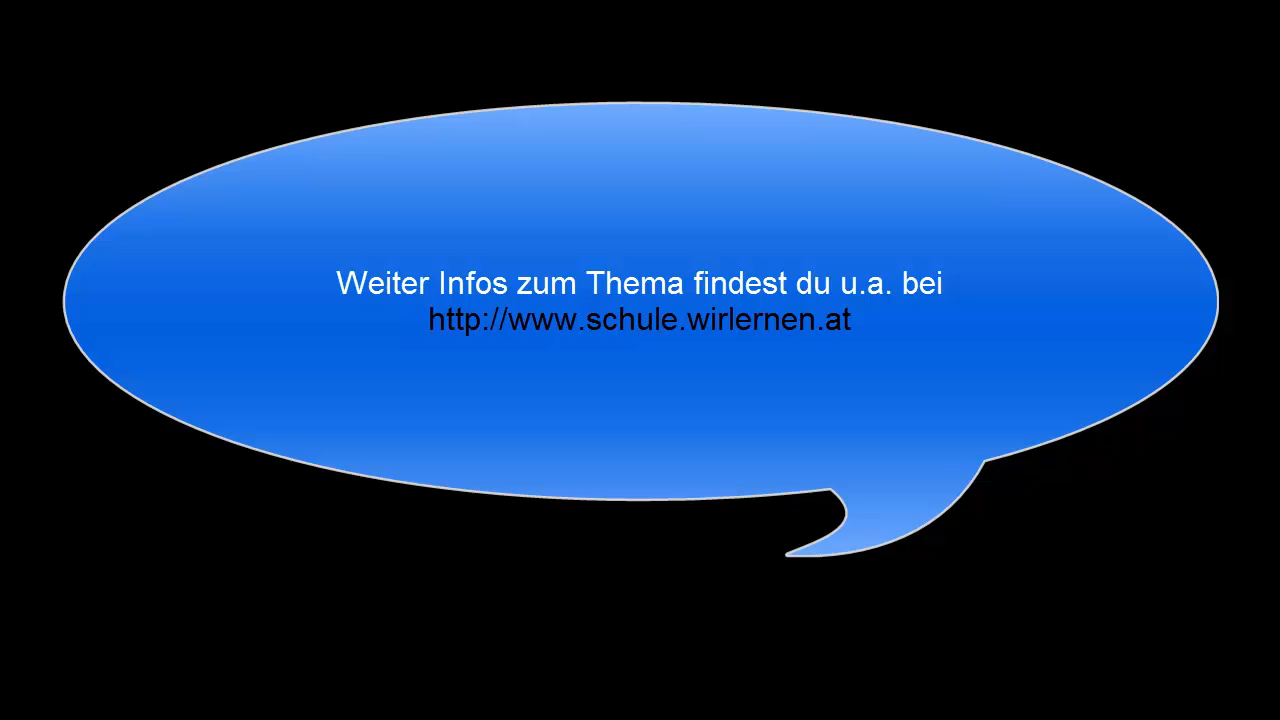 Weiter Infos zum Thema findest du u.a. bei
http://www.schule.wirlernen.at